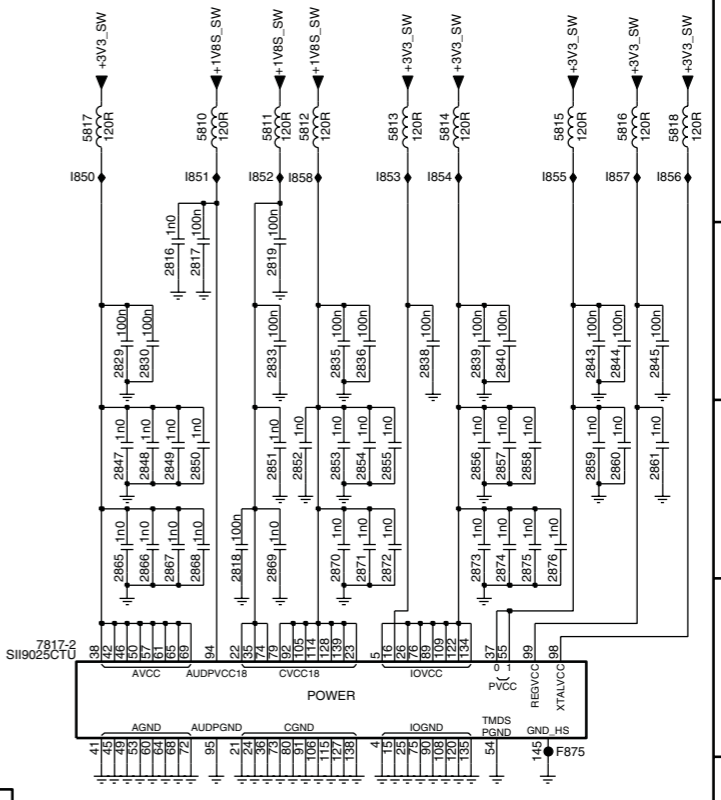 +3V3_SW +1V8S_SW +1V8S_SW +1V8S_SW +3V3_SW +3V3_SW +3V3_SW +3V3_SW +3V3_SW
5817 5810 5811 5812 5813 5814 5815 5816 5818
120R 120R 120R 120R 120R 120R 120R 120R 120R
I850 I851 I852 I858 I853 I854 I855 I857 I856
1n0 100n 100n
2816 2817 2819
100n 100n 100n 100n 100n 100n 100n 100n 100n 100n 100n
2829 2830 2833 2835 2836 2838 2839 2840 2843 2844 2845
1n0 1n0 1n0 1n0 1n0 1n0 1n0 1n0 1n0 1n0 1n0 1n0 1n0 1n0 1n0
2847 2848 2849 2850 2851 2852 2853 2854 2855 2856 2857 2858 2859 2860 2861
1n0 1n0 1n0 1n0 100n 1n0 1n0 1n0 1n0 1n0 1n0 1n0 1n0
2865 2866 2867 2868 2818 2869 2870 2871 2872 2873 2874 2875 2876
7817-2
SII9025CTU
38 42 46 50 57 61 65 69 94 22 35 74 79 92 105 114 128 139 23 5 16 26 76 89 109 122 134 37 55 99 98
0 1
AVCC AUDPVCC18 CVCC18 IOVCC PVCC REGVCC XTALVCC
POWER
AGND AUDPGND CGND IOGND TMDS
PGND GND_HS
41 45 49 53 60 64 68 72 95 21 24 36 73 80 91 106 115 127 138 4 15 25 75 90 108 120 135 54 145 F875